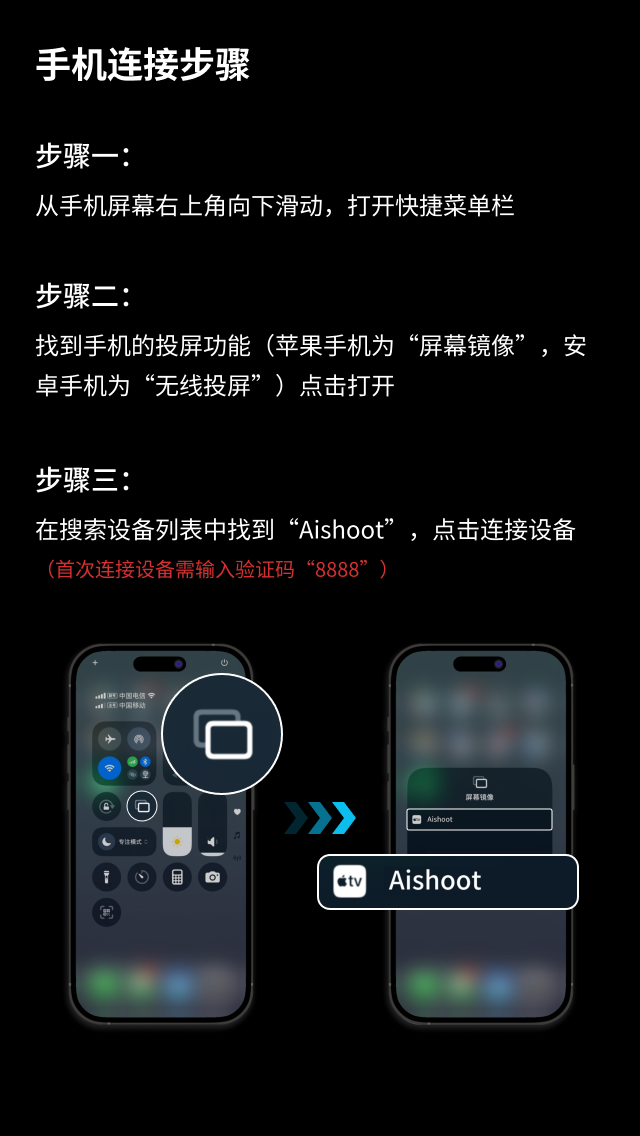 手机连接步骤
步骤一：
从手机屏幕右上角向下滑动，打开快捷菜单栏
步骤二：
找到手机的投屏功能（苹果手机为“屏幕镜像”，安
卓手机为“无线投屏”）点击打开
步骤三：
在搜索设备列表中找到“Aishoot”，点击连接设备
（首次连接设备需输入验证码“8888”）
中国电信
中国移动
专注模式
屏幕镜像
Aishoot
tv Aishoot